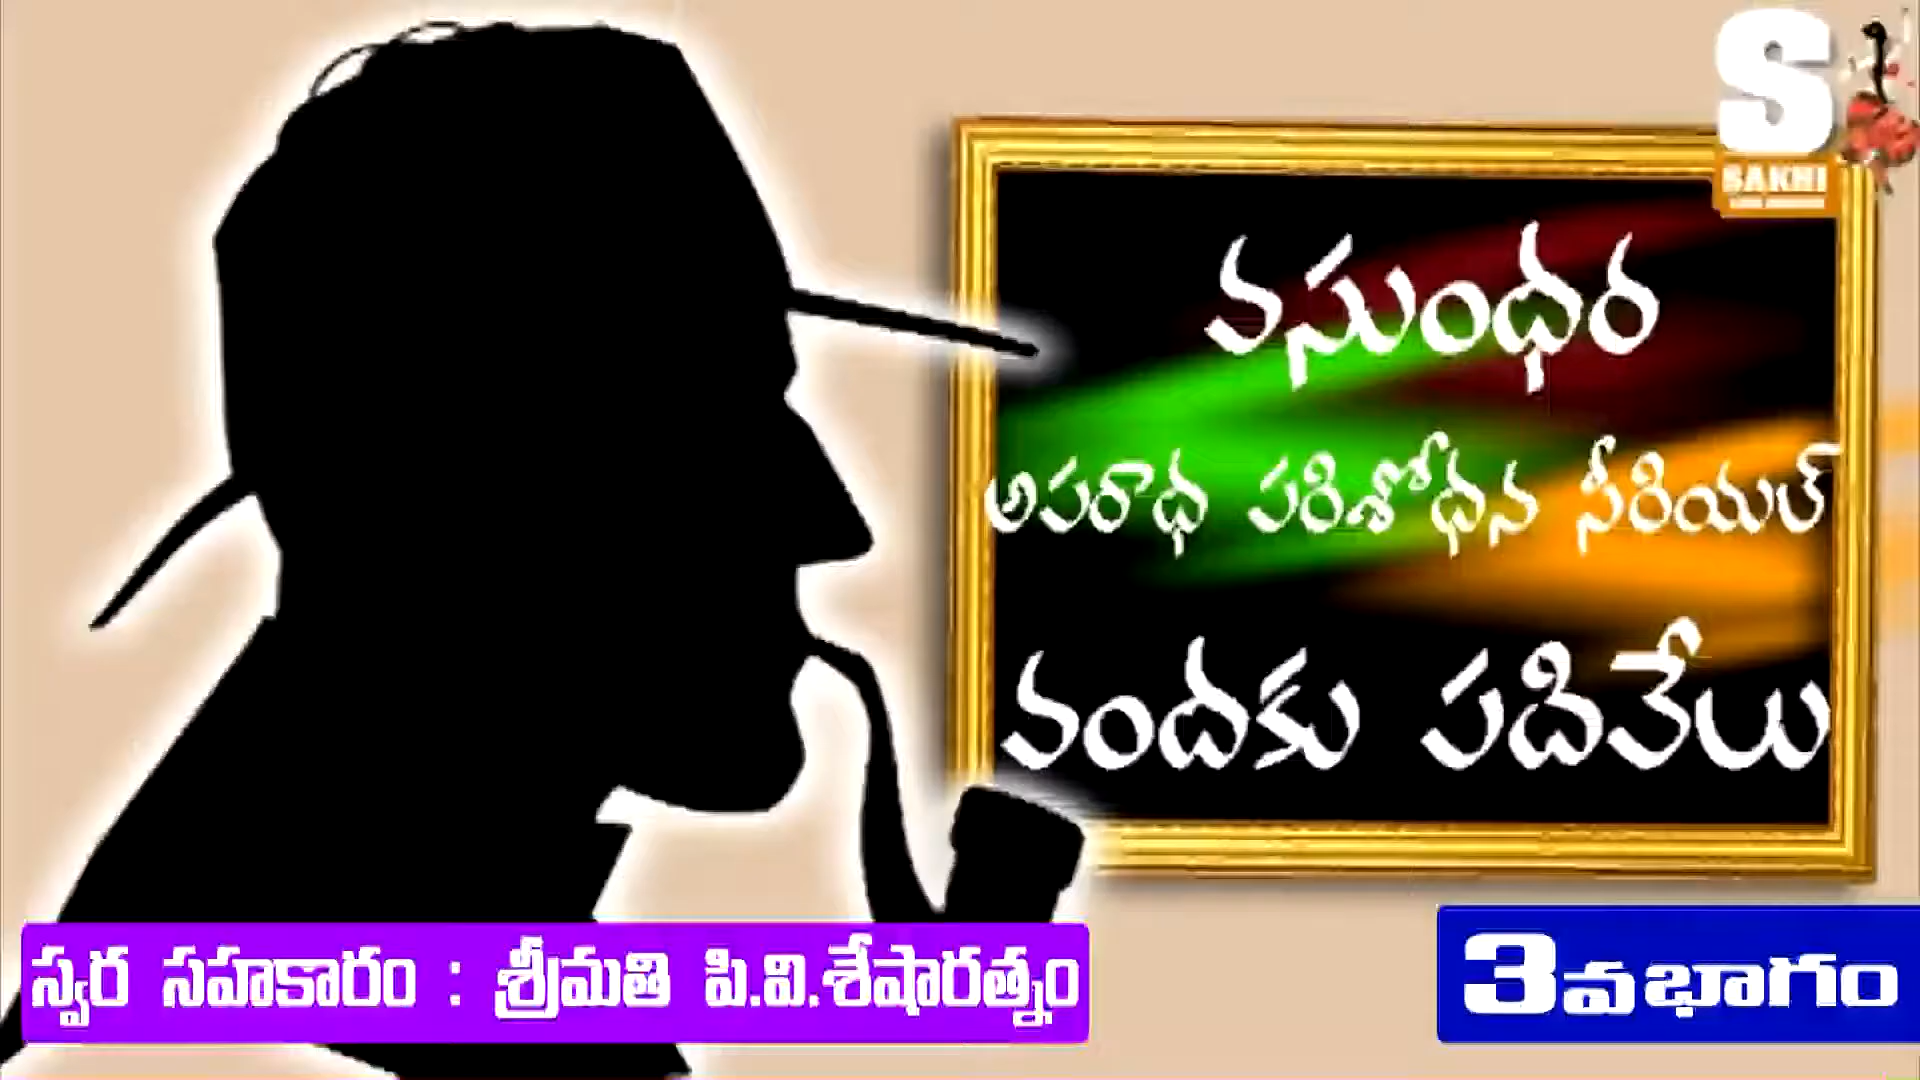 S
SAKHI
వసుంధర
అపరాధ పరిశోధన సీరియల్
వందకు పదివేలు
స్వర సహకారం : శ్రీమతి పి.వి.శేషారత్నం
3వ భాగం